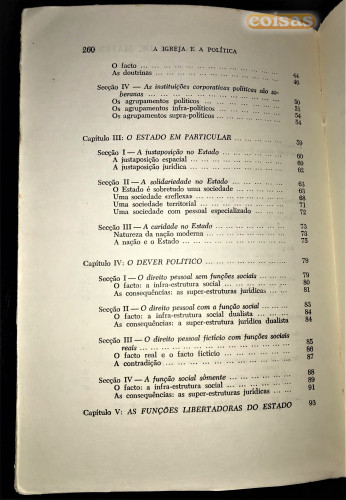 coisas
260 A IGREJA E A POLÍTICA
O facto ... 44
As doutrinas ... 46
Secção IV — As instituições corporativas políticas são so-
beranas ... 50
Os agrupamentos políticos ... 51
Os agrupamentos infra-políticos ... 54
Os agrupamentos supra-políticos ... 54
Capítulo III: O ESTADO EM PARTICULAR ... 59
Secção I — A justaposição no Estado ... 60
A justaposição espacial ... 60
A justaposição jurídica ... 62
Secção II — A solidariedade no Estado ... 63
O Estado é sobretudo uma sociedade ... 63
Uma sociedade «reflexa» ... 68
Uma sociedade territorial ... 71
Uma sociedade com pessoal especializado ... 72
Secção III — A caridade no Estado ... 73
Natureza da nação moderna ... 73
A nação e o Estado ... 75
Capítulo IV: O DEVER POLÍTICO ... 79
Secção I — O direito pessoal sem funções sociais ... 79
O facto: a infra-estrutura social ... 80
As consequências: as super-estruturas jurídicas ... 81
Secção II — O direito pessoal com a função social ... 83
O facto: a infra-estrutura social dualista ... 84
As consequências: a super-estrutura jurídica dualista 84
Secção III — O direito pessoal fictício com funções sociais
reais ... 85
O facto real e o facto fictício ... 86
A contradição ... 87
Secção IV — A função social sòmente ... 88
O facto: a infra-estrutura social ... 89
As consequências: as super-estruturas jurídicas ... 91
Capítulo V: AS FUNÇÕES LIBERTADORAS DO ESTADO 93